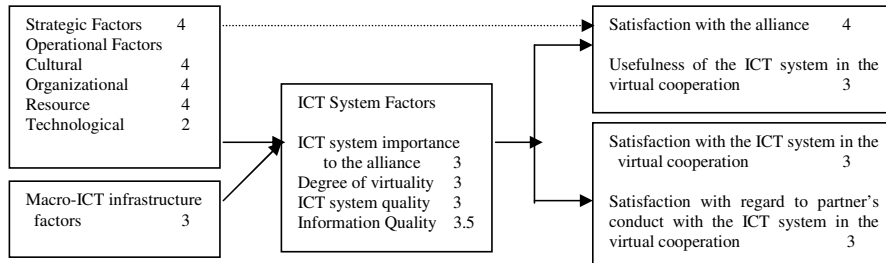 Strategic Factors 4
Operational Factors
Cultural 4
Organizational 4
Resource 4
Technological 2
Macro-ICT infrastructure
factors 3
ICT System Factors
ICT system importance
to the alliance 3
Degree of virtuality 3
ICT system quality 3
Information Quality 3.5
Satisfaction with the alliance 4
Usefulness of the ICT system in the
virtual cooperation 3
Satisfaction with the ICT system in the
virtual cooperation 3
Satisfaction with regard to partner's
conduct with the ICT system in the
virtual cooperation 3